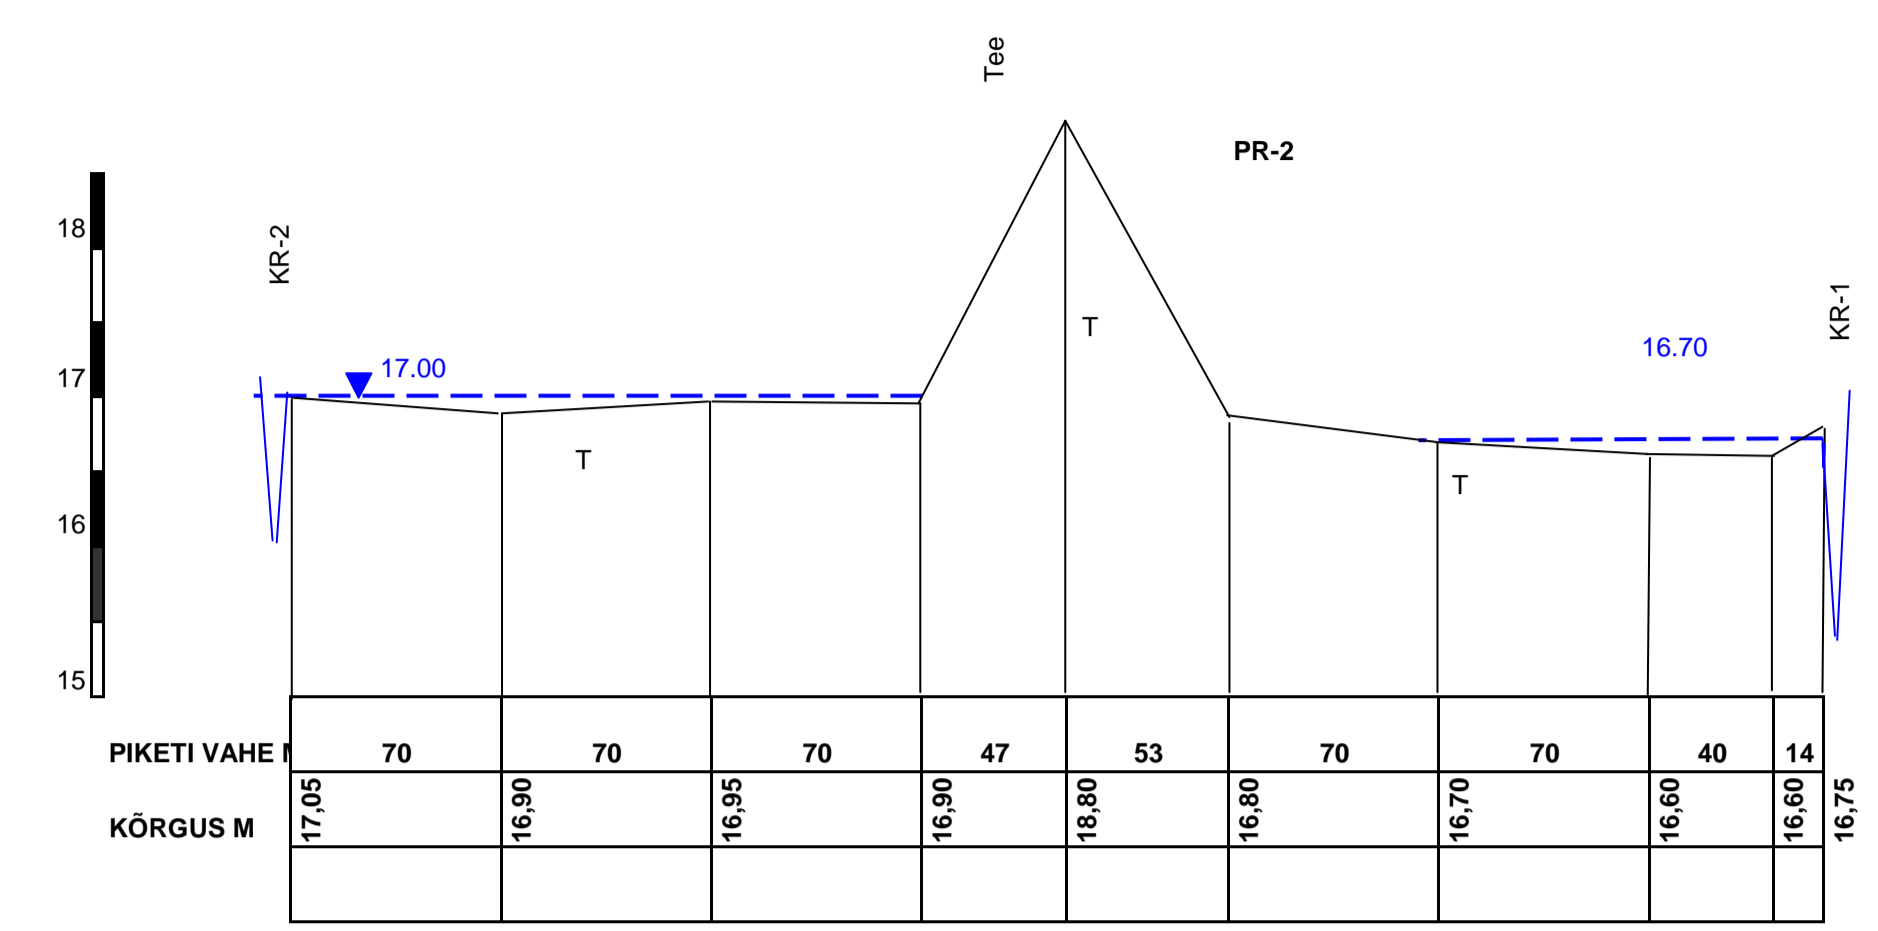 Tee
PR-2
18
KR-2
KR-1
T
16.70
17.00
17
T
T
16
15
PIKETI VAHE M 70 70 70 47 53 70 70 40 14
KÕRGUS M 17,05 16,90 16,95 16,90 18,80 16,80 16,70 16,60 16,60 16,75